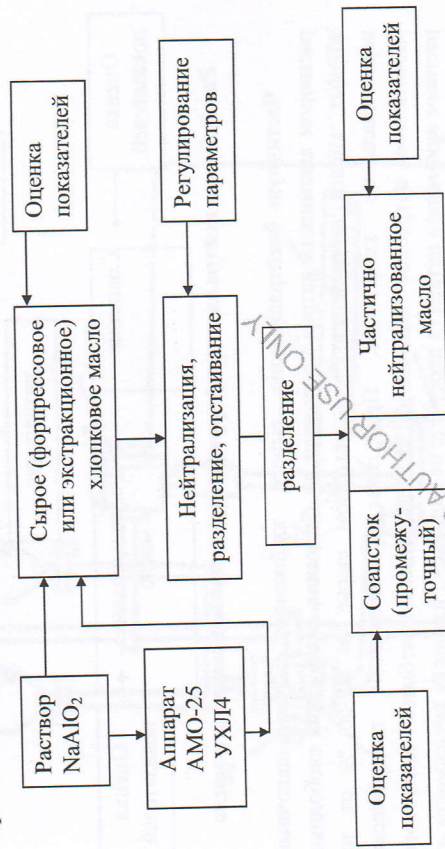 Раствор
NaAlO₂
Сырое (форпрессовое
или экстракционное)
хлопковое масло
Оценка
показателей
Аппарат
АМО-25
УХЛ4
Нейтрализация,
разделение, отстаивание
Регулирование
параметров
разделение
AUTHOR USE ONLY
Оценка
показателей
Соапсток
(промежу-
точный)
Частично
нейтрализованное
масло
Оценка
показателей